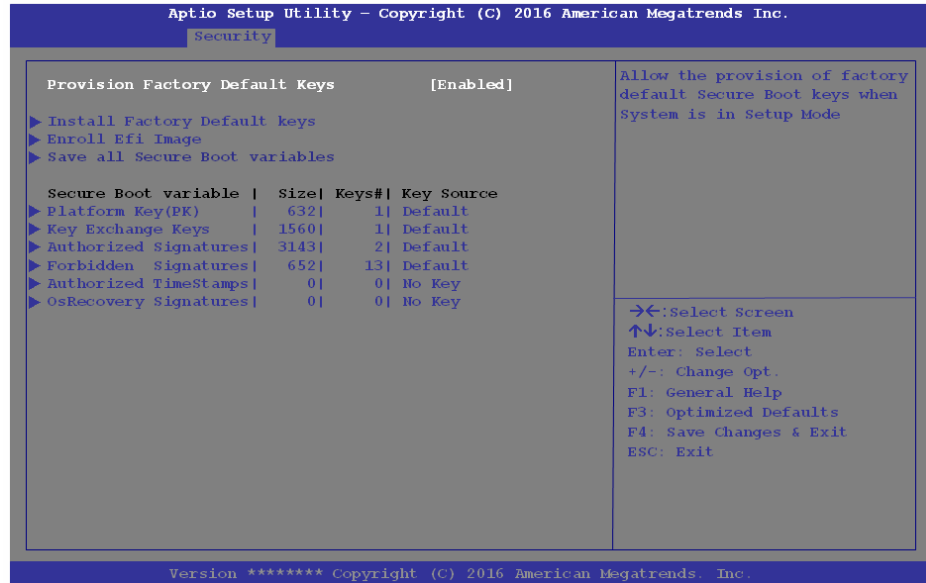 Aptio Setup Utility – Copyright (C) 2016 American Megatrends Inc.
Security
Provision Factory Default Keys [Enabled]
Install Factory Default keys
Enroll Efi Image
Save all Secure Boot variables
Secure Boot variable | Size| Keys#| Key Source
Platform Key(PK) | 632| 1| Default
Key Exchange Keys | 1560| 1| Default
Authorized Signatures| 3143| 2| Default
Forbidden Signatures| 652| 13| Default
Authorized TimeStamps| 0| 0| No Key
OsRecovery Signatures| 0| 0| No Key
Allow the provision of factory
default Secure Boot keys when
System is in Setup Mode
→←:Select Screen
↑↓:Select Item
Enter: Select
+/-: Change Opt.
F1: General Help
F3: Optimized Defaults
F4: Save Changes & Exit
ESC: Exit
Version ******** Copyright (C) 2016 American Megatrends. Inc.